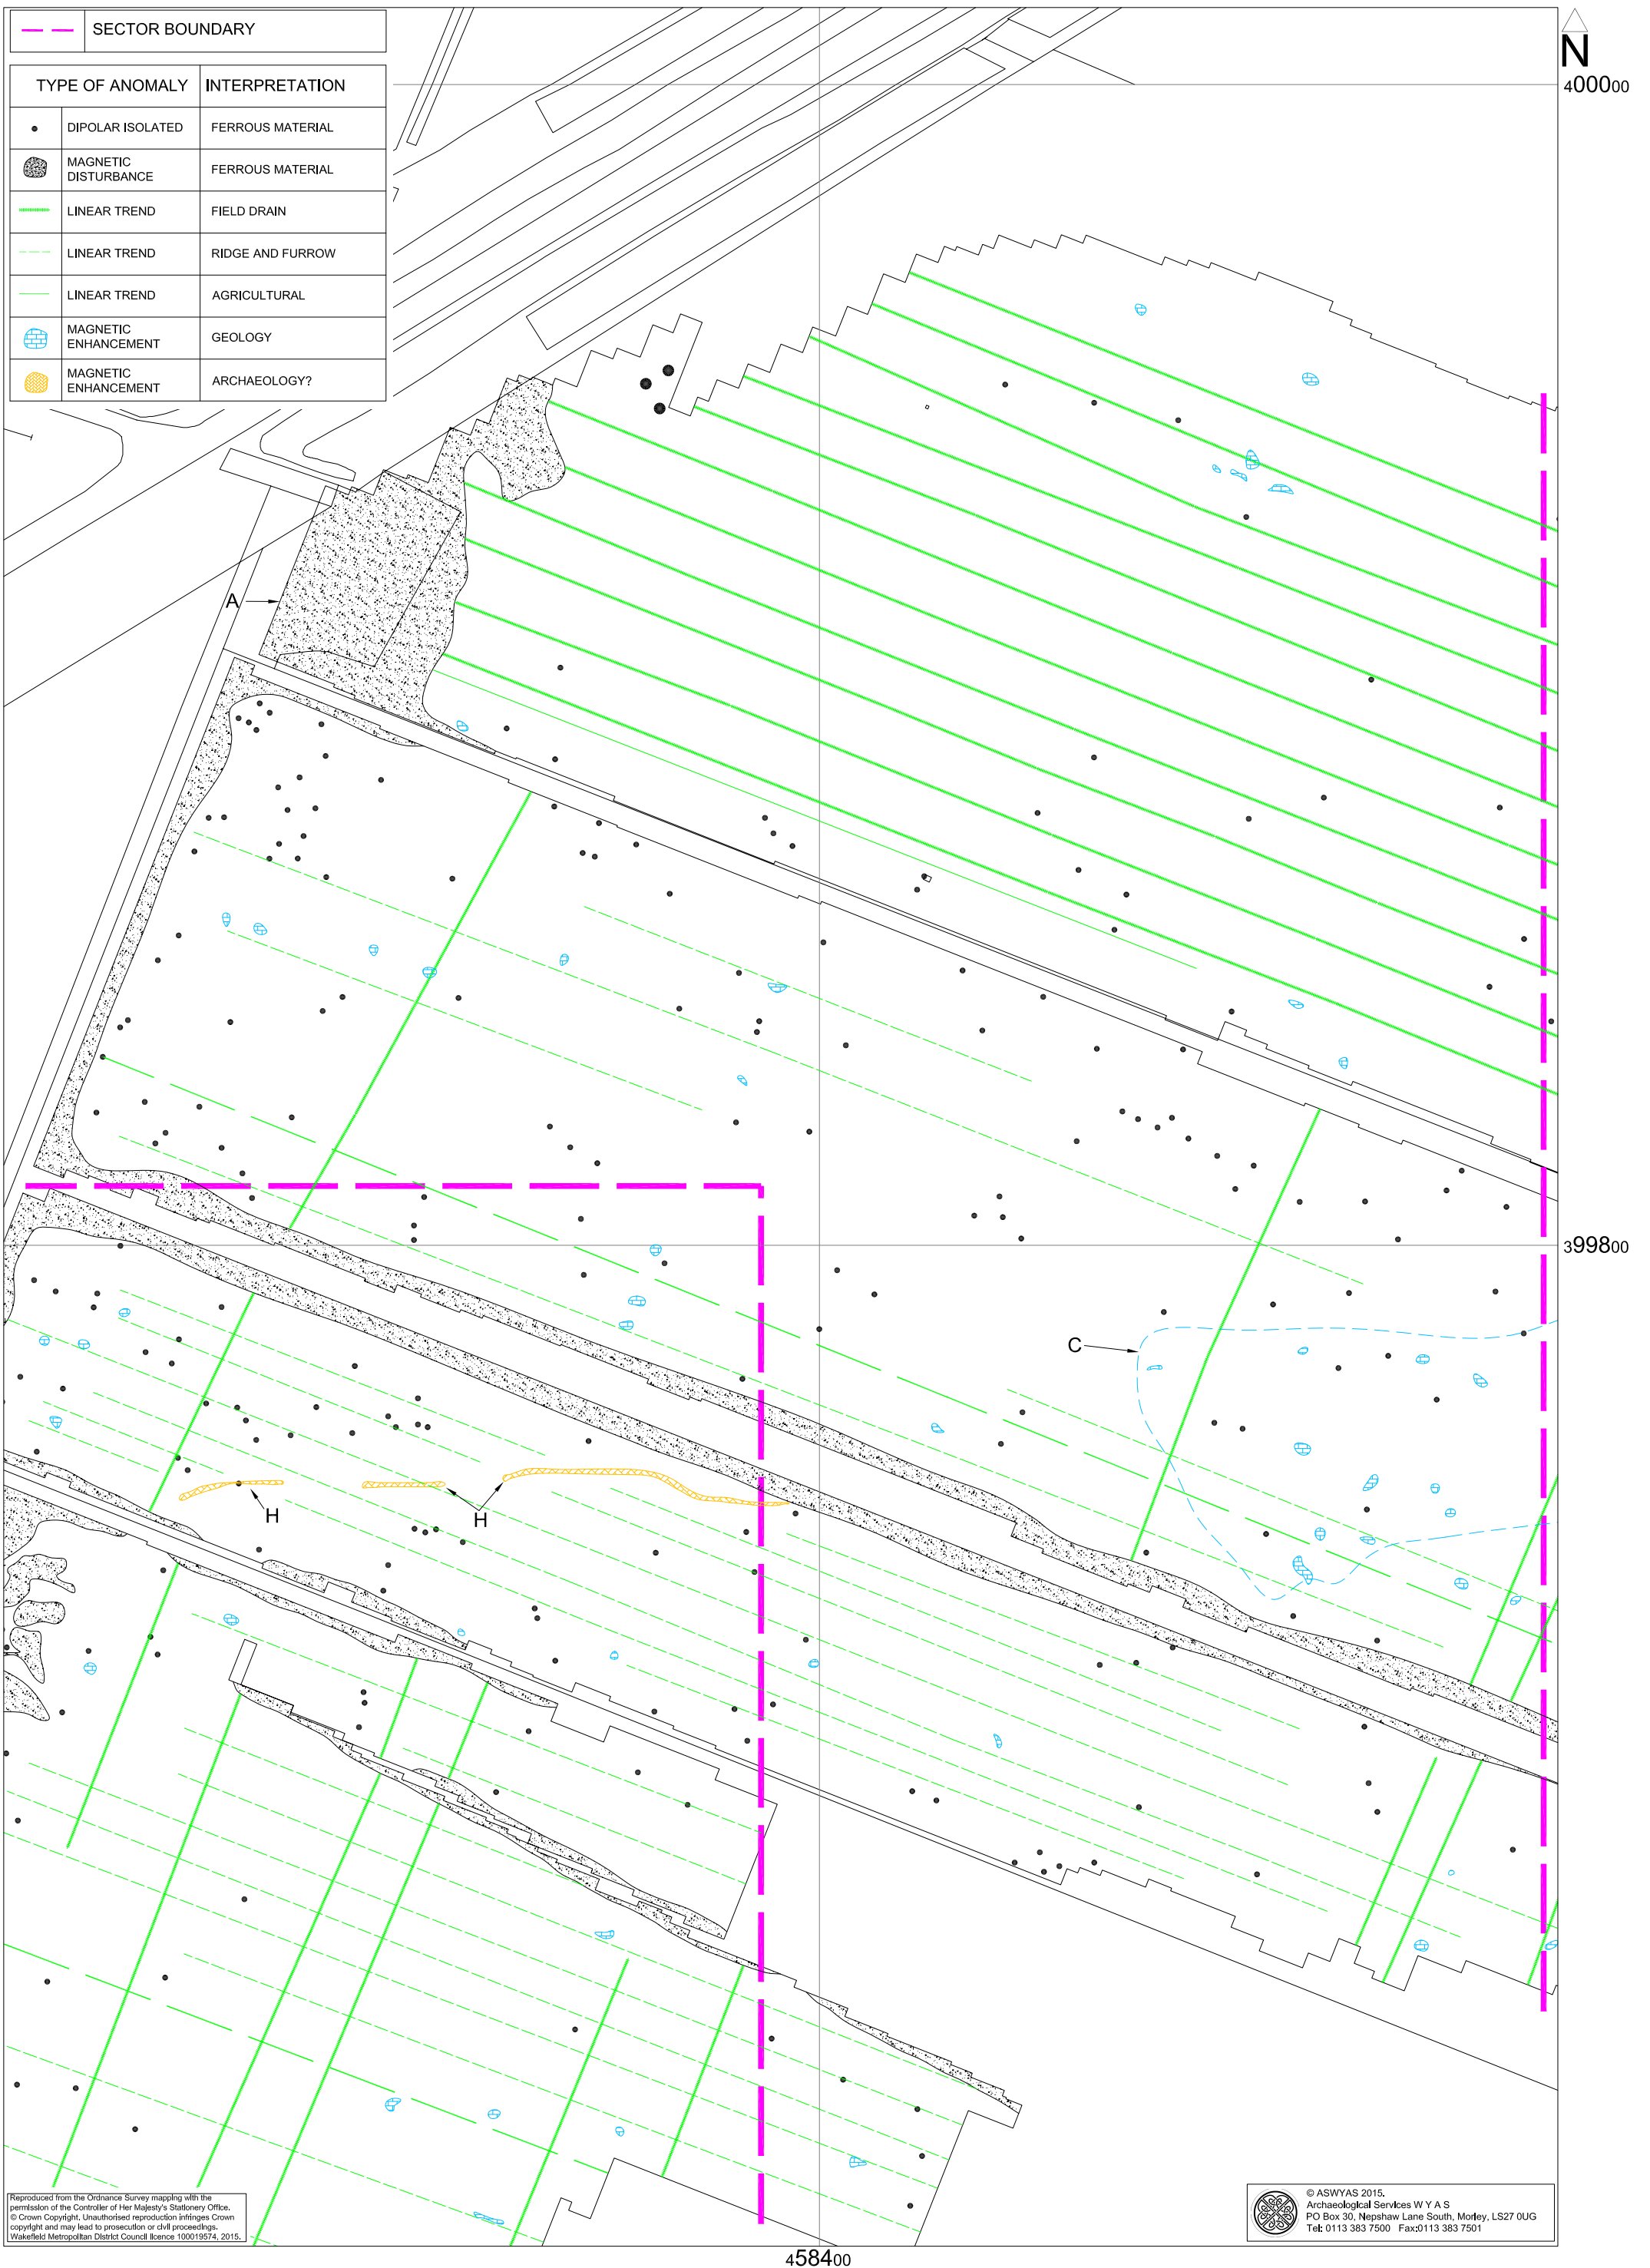 SECTOR BOUNDARY
N
TYPE OF ANOMALY INTERPRETATION
400000
DIPOLAR ISOLATED FERROUS MATERIAL
MAGNETIC
DISTURBANCE FERROUS MATERIAL
LINEAR TREND FIELD DRAIN
LINEAR TREND RIDGE AND FURROW
LINEAR TREND AGRICULTURAL
MAGNETIC
ENHANCEMENT GEOLOGY
MAGNETIC
ENHANCEMENT ARCHAEOLOGY?
A
399800
C
H
H
Reproduced from the Ordnance Survey mapping with the
permission of the Controller of Her Majesty's Stationery Office.
© Crown Copyright. Unauthorised reproduction infringes Crown
copyright and may lead to prosecution or civil proceedings.
Wakefield Metropolitan District Council licence 100019574, 2015.
© ASWYAS 2015.
Archaeological Services W Y A S
PO Box 30, Nepshaw Lane South, Morley, LS27 0UG
Tel: 0113 383 7500 Fax:0113 383 7501
458400